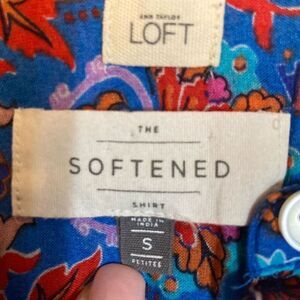 ANN TAYLOR
LOFT
THE
SOFTENED
SHIRT
MADE IN
INDIA
S
PETITES